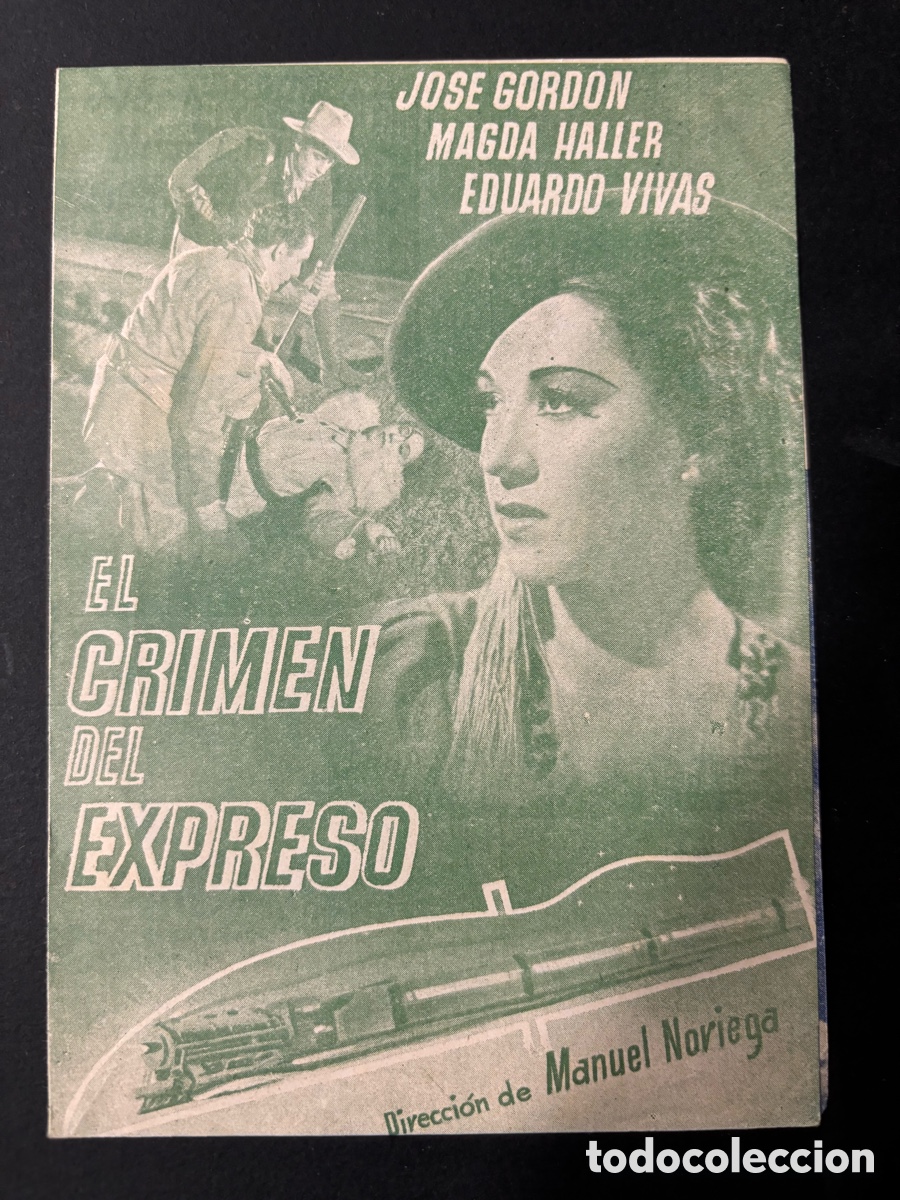 JOSE GORDON
MAGDA HALLER
EDUARDO VIVAS
EL
CRIMEN
DEL
EXPRESO
Dirección de Manuel Noriega
todocoleccion